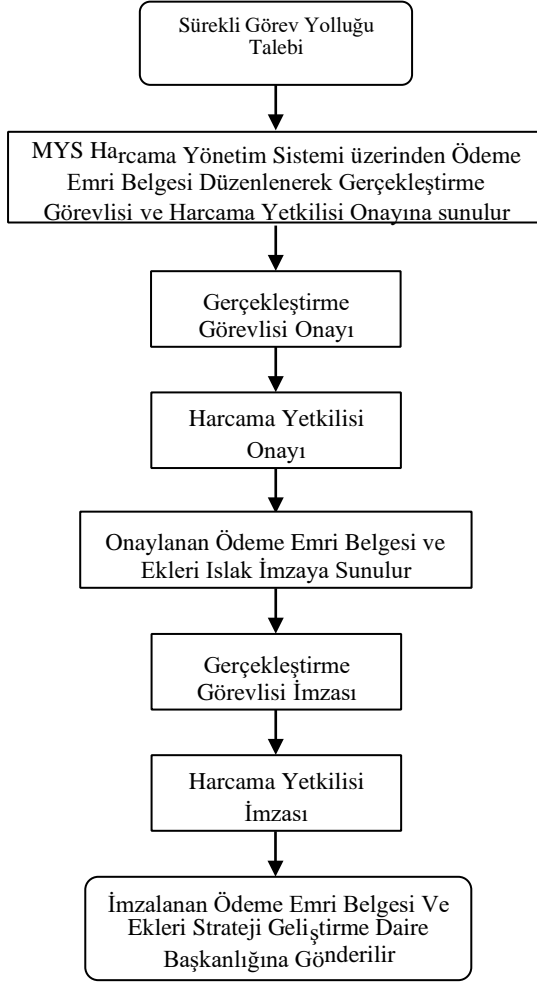 Sürekli Görev Yolluğu
Talebi
MYS Harcama Yönetim Sistemi üzerinden Ödeme
Emri Belgesi Düzenlenerek Gerçekleştirme
Görevlisi ve Harcama Yetkilisi Onayına sunulur
Gerçekleştirme
Görevlisi Onayı
Harcama Yetkilisi
Onayı
Onaylanan Ödeme Emri Belgesi ve
Ekleri Islak İmzaya Sunulur
Gerçekleştirme
Görevlisi İmzası
Harcama Yetkilisi
İmzası
İmzalanan Ödeme Emri Belgesi Ve
Ekleri Strateji Geliştirme Daire
Başkanlığına Gönderilir